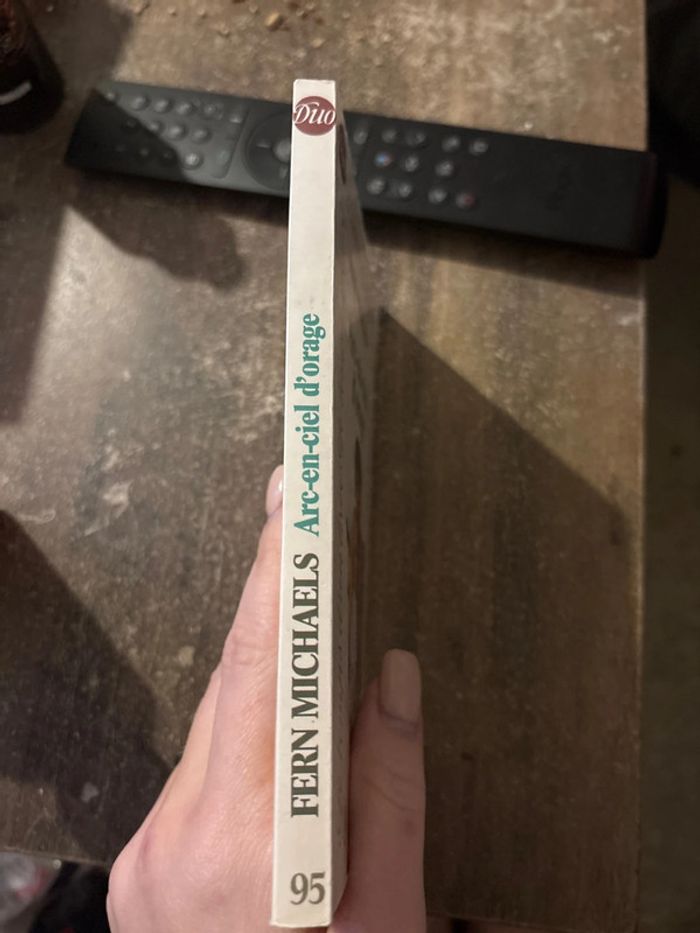 Duo
Arc-en-ciel d'orage
FERN MICHAELS
95